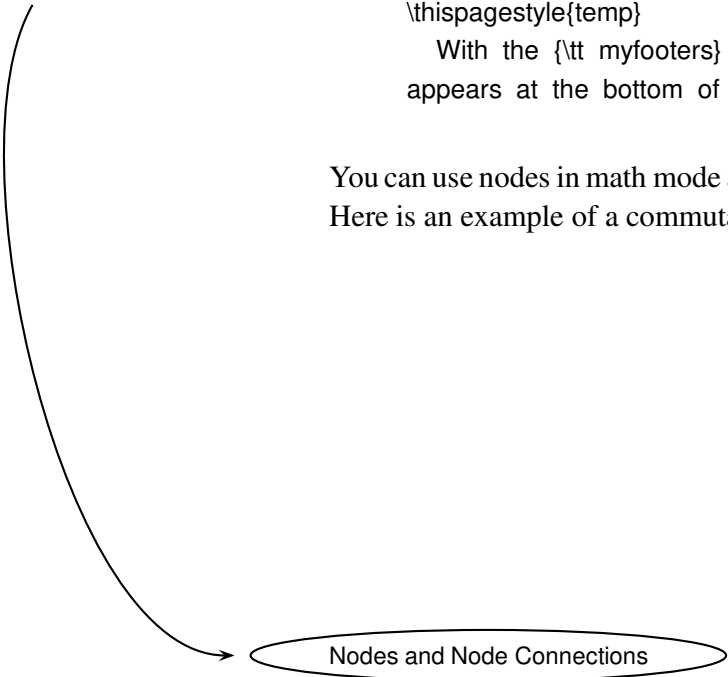 \thispagestyle{temp}
With the {\tt myfooters}
appears at the bottom of
You can use nodes in math mode
Here is an example of a
Nodes and Node Connections